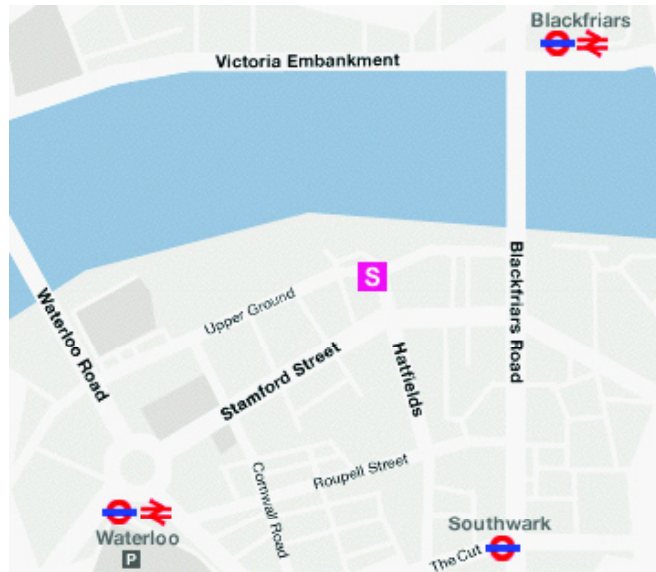 Blackfriars
Victoria Embankment
S
Upper Ground
Waterloo Road
Blackfriars Road
Stamford Street
Hatfields
Roupell Street
Cornwall Road
Waterloo
P
Southwark
The Cut